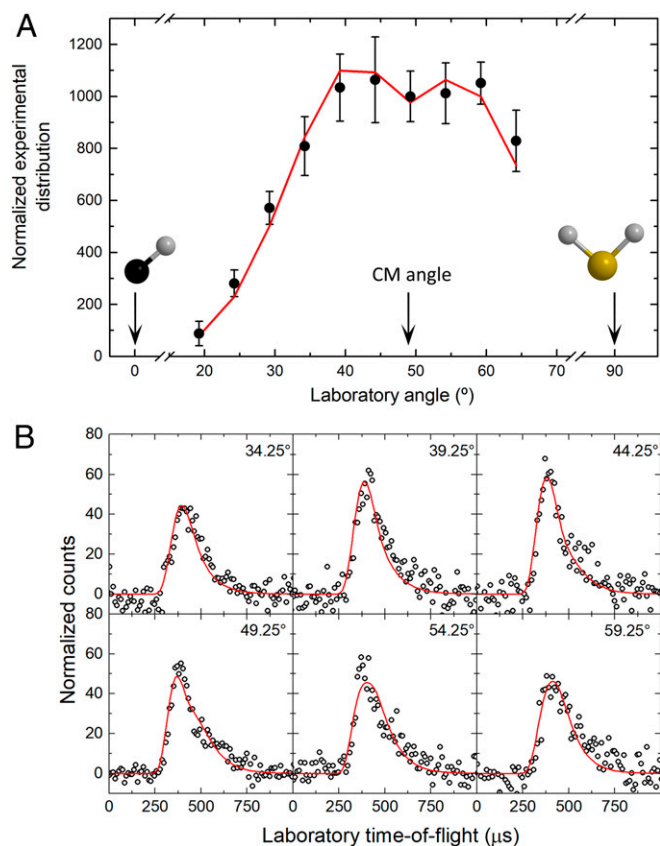 A
Normalized experimental
distribution
1200
1000
800
600
400
200
0
CM angle
0 20 30 40 50 60 70 90
Laboratory angle (º)
B
Normalized counts
80
60
40
20
0
34.25° 39.25° 44.25°
80
60
40
20
0
49.25° 54.25° 59.25°
0 250 500 750 0 250 500 750 0 250 500 750
Laboratory time-of-flight (μs)